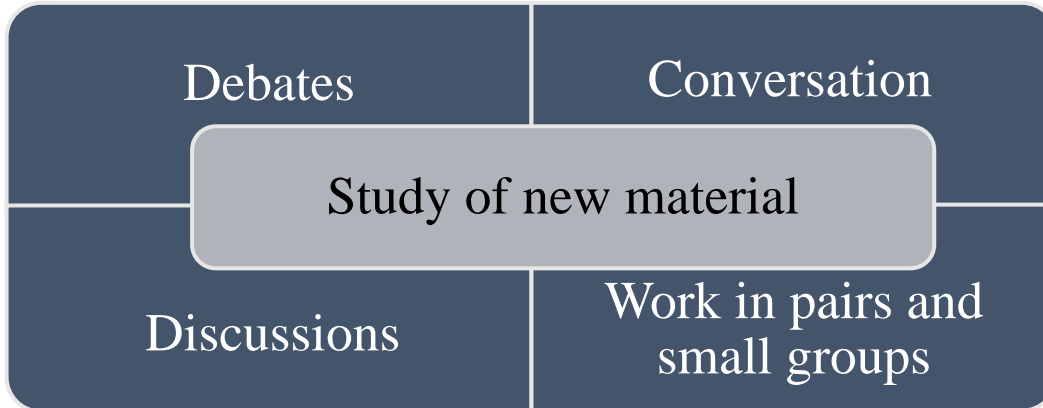 Debates
Conversation
Study of new material
Discussions
Work in pairs and
small groups